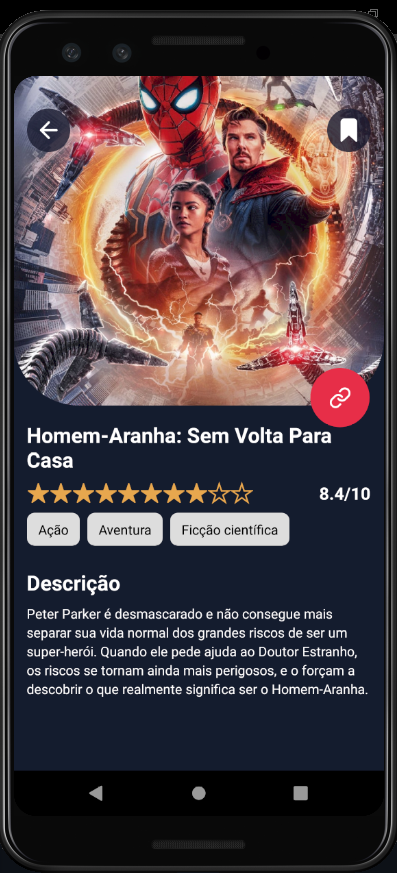 Homem-Aranha: Sem Volta Para
Casa
8.4/10
Ação
Aventura
Ficção científica
Descrição
Peter Parker é desmascarado e não consegue mais
separar sua vida normal dos grandes riscos de ser um
super-herói. Quando ele pede ajuda ao Doutor Estranho,
os riscos se tornam ainda mais perigosos, e o forçam a
descobrir o que realmente significa ser o Homem-Aranha.